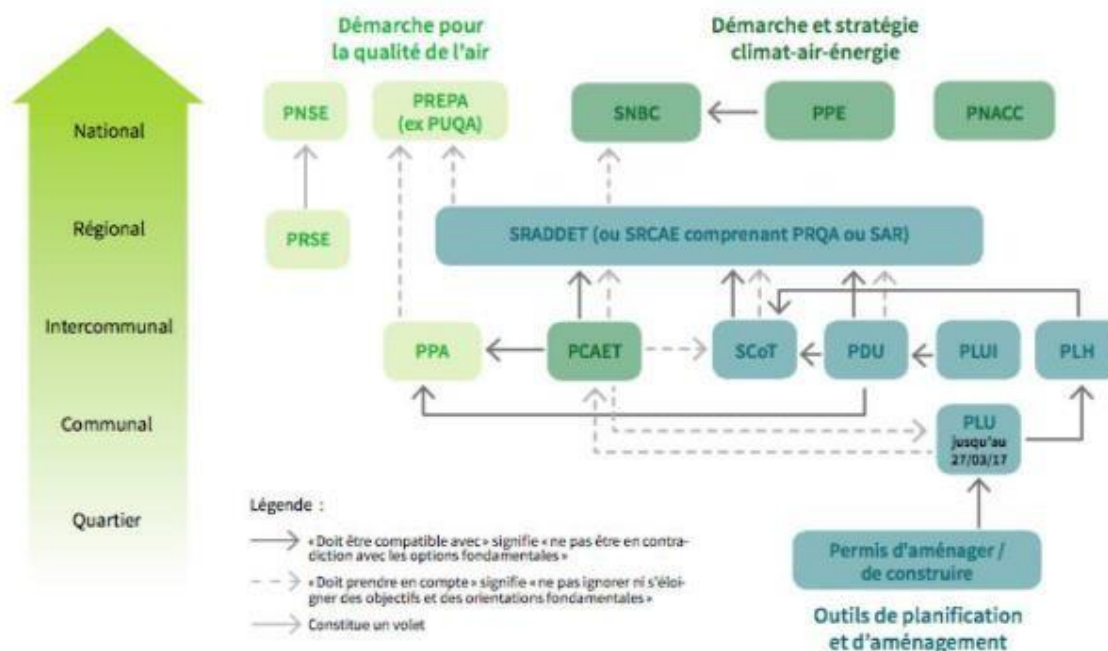 Démarche pour
la qualité de l'air
Démarche et stratégie
climat-air-énergie
National
PNSE
PREPA
(ex PUQA)
SNBC
PPE
PNACC
Régional
PRSE
SRADDET (ou SRCAE comprenant PRQA ou SAR)
Intercommunal
PPA
PCAET
SCoT
PDU
PLUI
PLH
Communal
PLU
jusqu'au
27/03/17
Quartier
Permis d'aménager /
de construire
Outils de planification
et d'aménagement
Légende :
« Doit être compatible avec » signifie « ne pas être en contra-
diction avec les options fondamentales »
« Doit prendre en compte » signifie « ne pas ignorer ni s'éloi-
gner des objectifs et des orientations fondamentales »
Constitue un volet